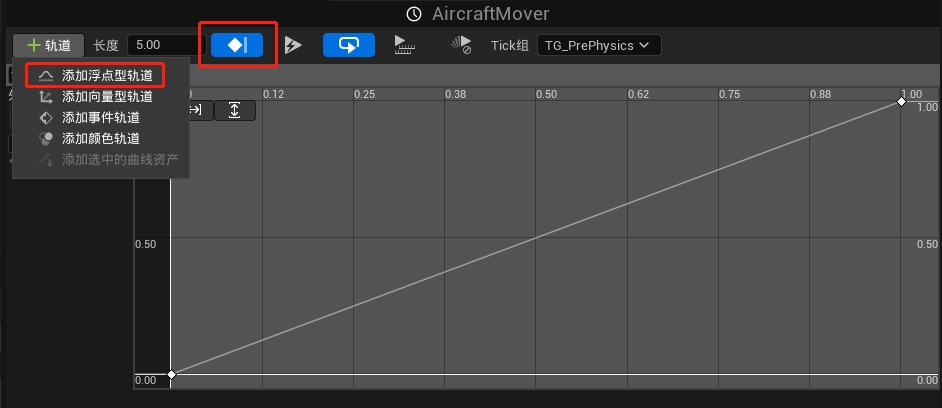 AircraftMover
轨道 长度 5.00 Tick组 TG_PrePhysics
添加浮点型轨道
添加向量型轨道
添加事件轨道
添加颜色轨道
添加选中的曲线资产
0.12 0.25 0.38 0.50 0.62 0.75 0.88 1.00
1.00
0.50 0.50
0.00 0.00